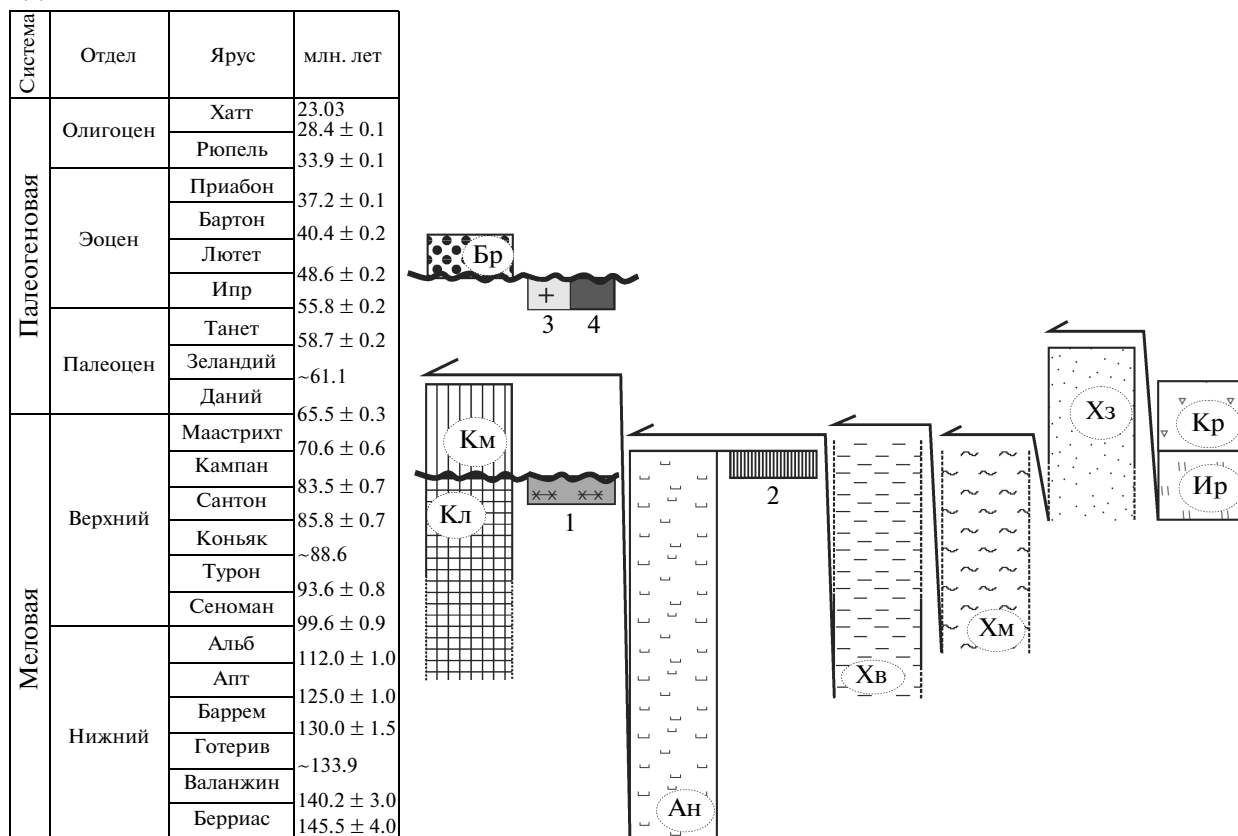 Система
Отдел
Ярус
млн. лет
Палеогеновая
Олигоцен
Хатт
23.03
28.4 ± 0.1
Рюпель
33.9 ± 0.1
Эоцен
Приабон
37.2 ± 0.1
Бартон
40.4 ± 0.2
Лютет
48.6 ± 0.2
Ипр
55.8 ± 0.2
Палеоцен
Танет
58.7 ± 0.2
Зеландий
~61.1
Даний
65.5 ± 0.3
Меловая
Верхний
Маастрихт
70.6 ± 0.6
Кампан
83.5 ± 0.7
Сантон
85.8 ± 0.7
Коньяк
~88.6
Турон
93.6 ± 0.8
Сеноман
99.6 ± 0.9
Нижний
Альб
112.0 ± 1.0
Апт
125.0 ± 1.0
Баррем
130.0 ± 1.5
Готерив
~133.9
Валанжин
140.2 ± 3.0
Берриас
145.5 ± 4.0
Бр
3
4
Км
Кл
1
2
Ан
Хв
Хм
Хз
Кр
Ир